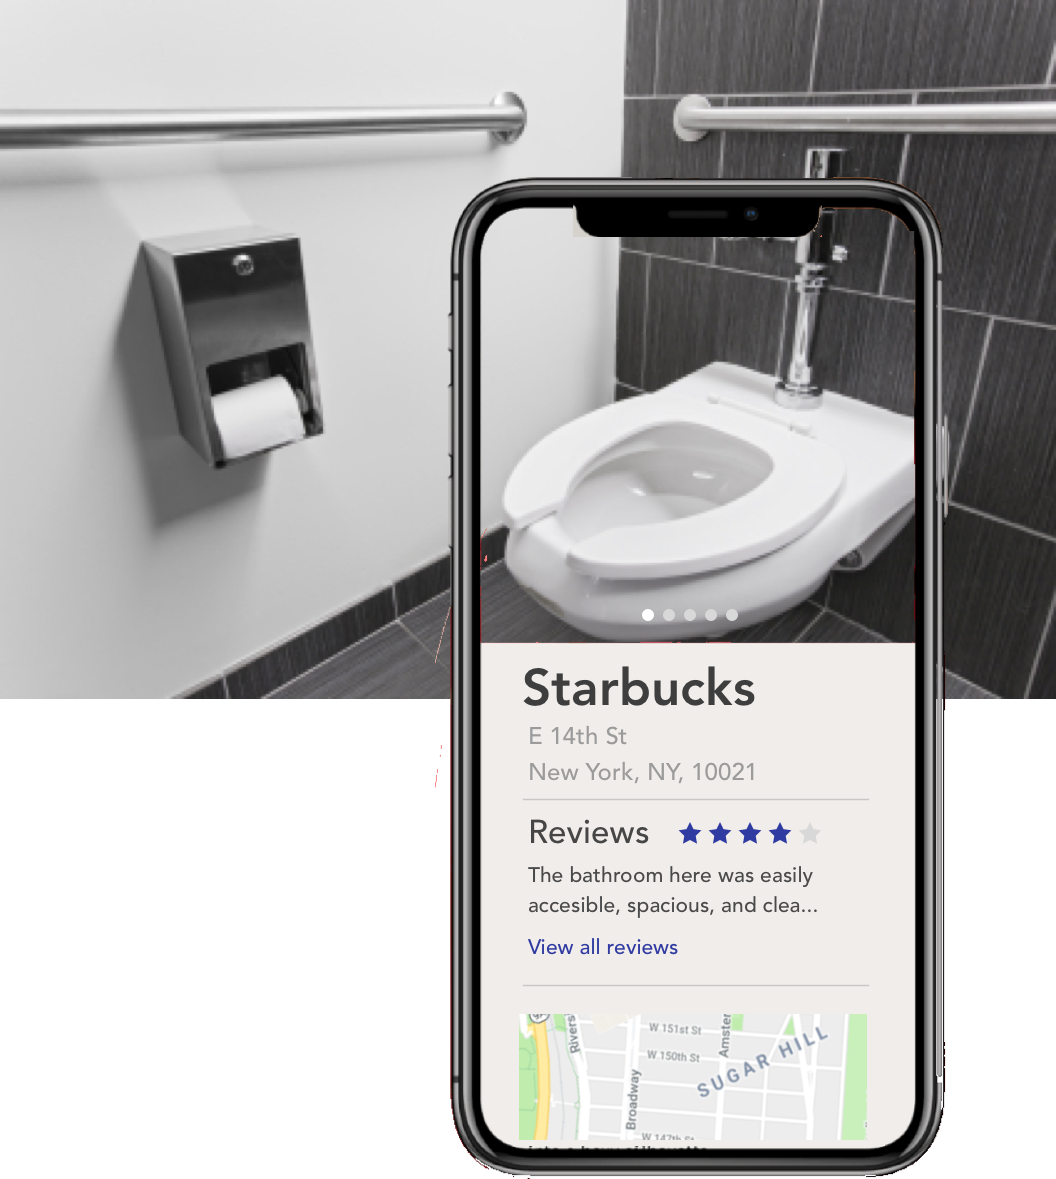 Starbucks
E 14th St
New York, NY, 10021
Reviews
The bathroom here was easily
accesible, spacious, and clea...
View all reviews
Rivers
W 151st St
Amster
W 150th St
SUGAR HILL
Broadway
W 147th St